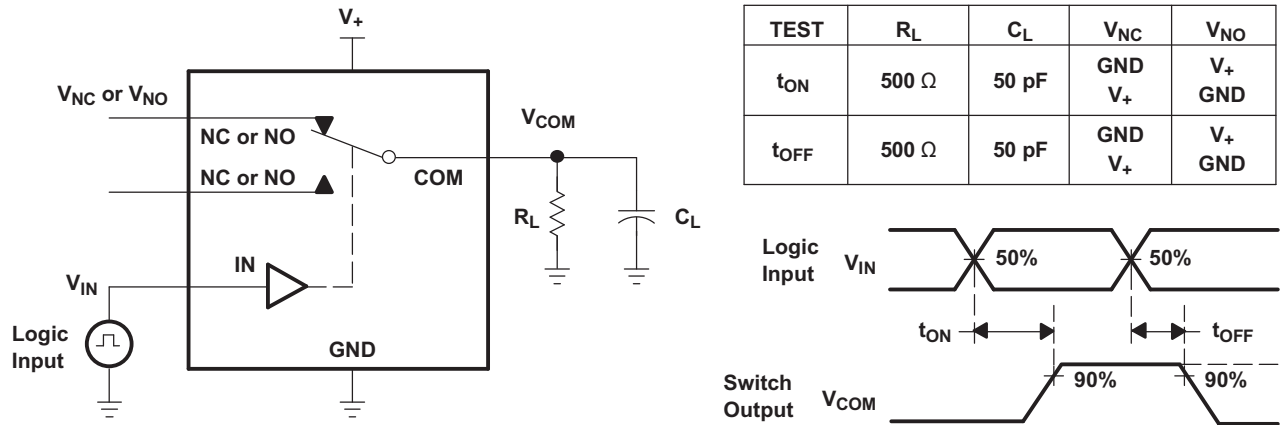 V+
VNC or VNO
NC or NO
NC or NO
COM
VCOM
RL
CL
IN
VIN
Logic
Input
GND
TEST RL CL VNC VNO
tON 500 Ω 50 pF GND V+
V+ GND
tOFF 500 Ω 50 pF GND V+
V+ GND
Logic
Input
VIN
50% 50%
tON tOFF
Switch
Output
VCOM
90% 90%